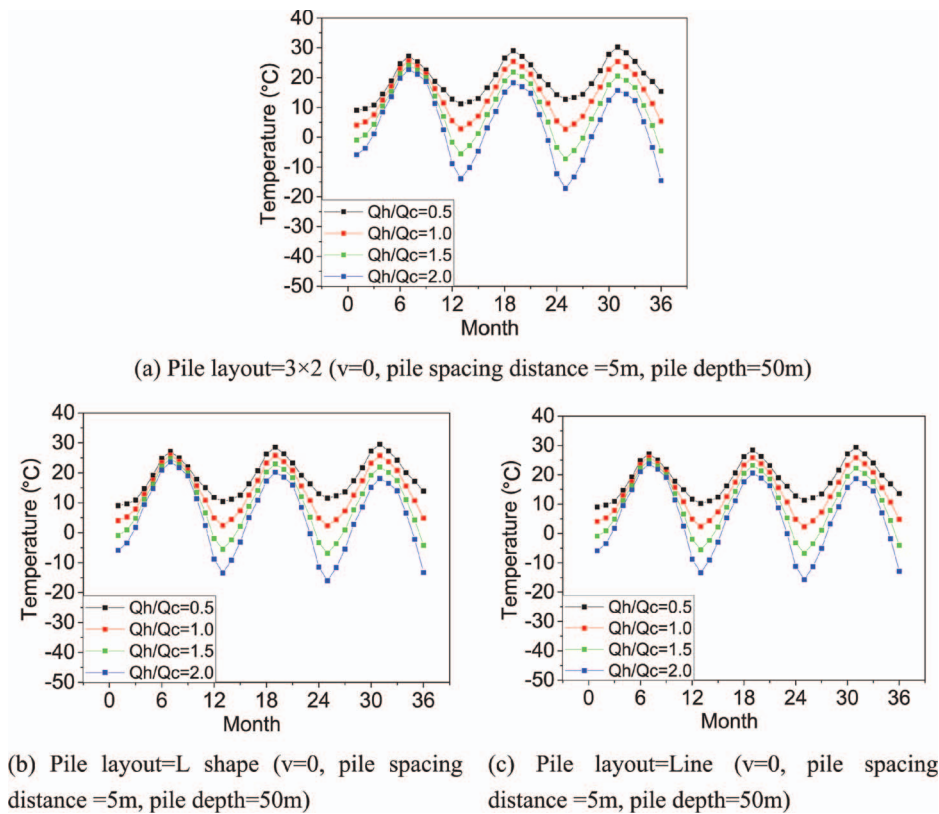 40
30
20
10
0
-10
-20
-30
-40
-50
Temperature (°C)
Qh/Qc=0.5
Qh/Qc=1.0
Qh/Qc=1.5
Qh/Qc=2.0
0 6 12 18 24 30 36
Month
(a) Pile layout=3×2 (v=0, pile spacing distance =5m, pile depth=50m)
40
30
20
10
0
-10
-20
-30
-40
-50
Temperature (°C)
Qh/Qc=0.5
Qh/Qc=1.0
Qh/Qc=1.5
Qh/Qc=2.0
0 6 12 18 24 30 36
Month
(b) Pile layout=L shape (v=0, pile spacing
distance =5m, pile depth=50m)
40
30
20
10
0
-10
-20
-30
-40
-50
Temperature (°C)
Qh/Qc=0.5
Qh/Qc=1.0
Qh/Qc=1.5
Qh/Qc=2.0
0 6 12 18 24 30 36
Month
(c) Pile layout=Line (v=0, pile spacing
distance =5m, pile depth=50m)